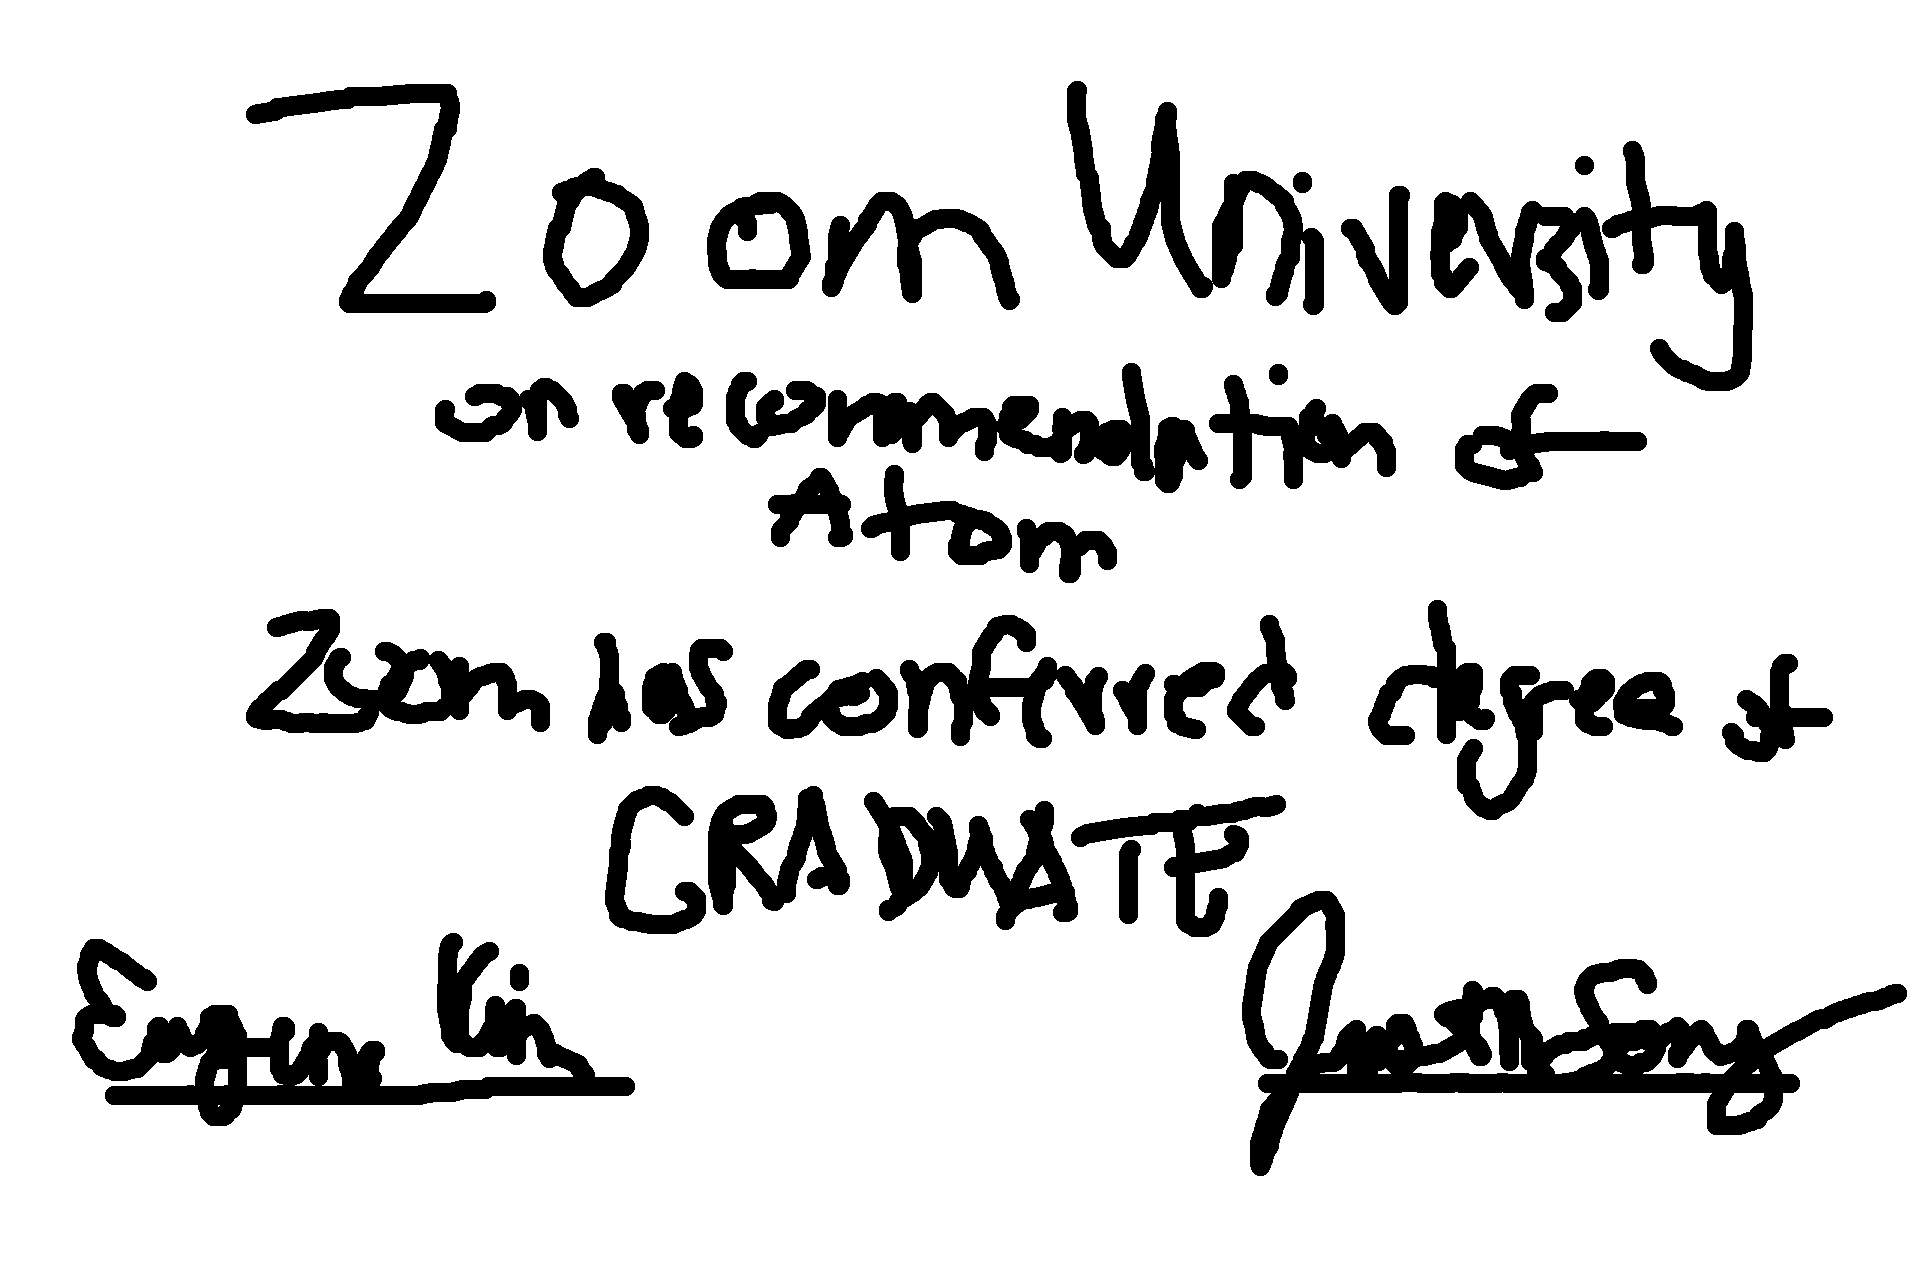 Zoom University
on recommendation of
Atom
Zoom has conferred degree of
GRADUATE
Eugene Kim
Justin Song